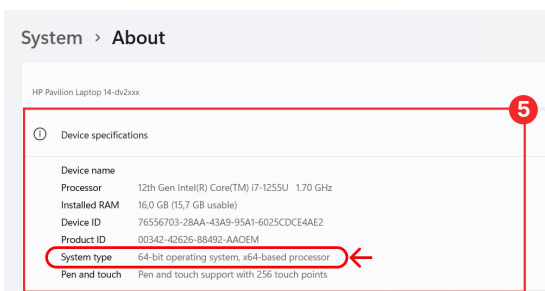 System > About
HP Pavilion Laptop 14-dv2xxx
5
Device specifications
Device name
Processor 12th Gen Intel(R) Core(TM) i7-1255U 1.70 GHz
Installed RAM 16,0 GB (15,7 GB usable)
Device ID 76556703-28AA-43A9-95A1-6025CDCE4AE2
Product ID 00342-42626-88492-AAOEM
System type 64-bit operating system, x64-based processor
Pen and touch Pen and touch support with 256 touch points